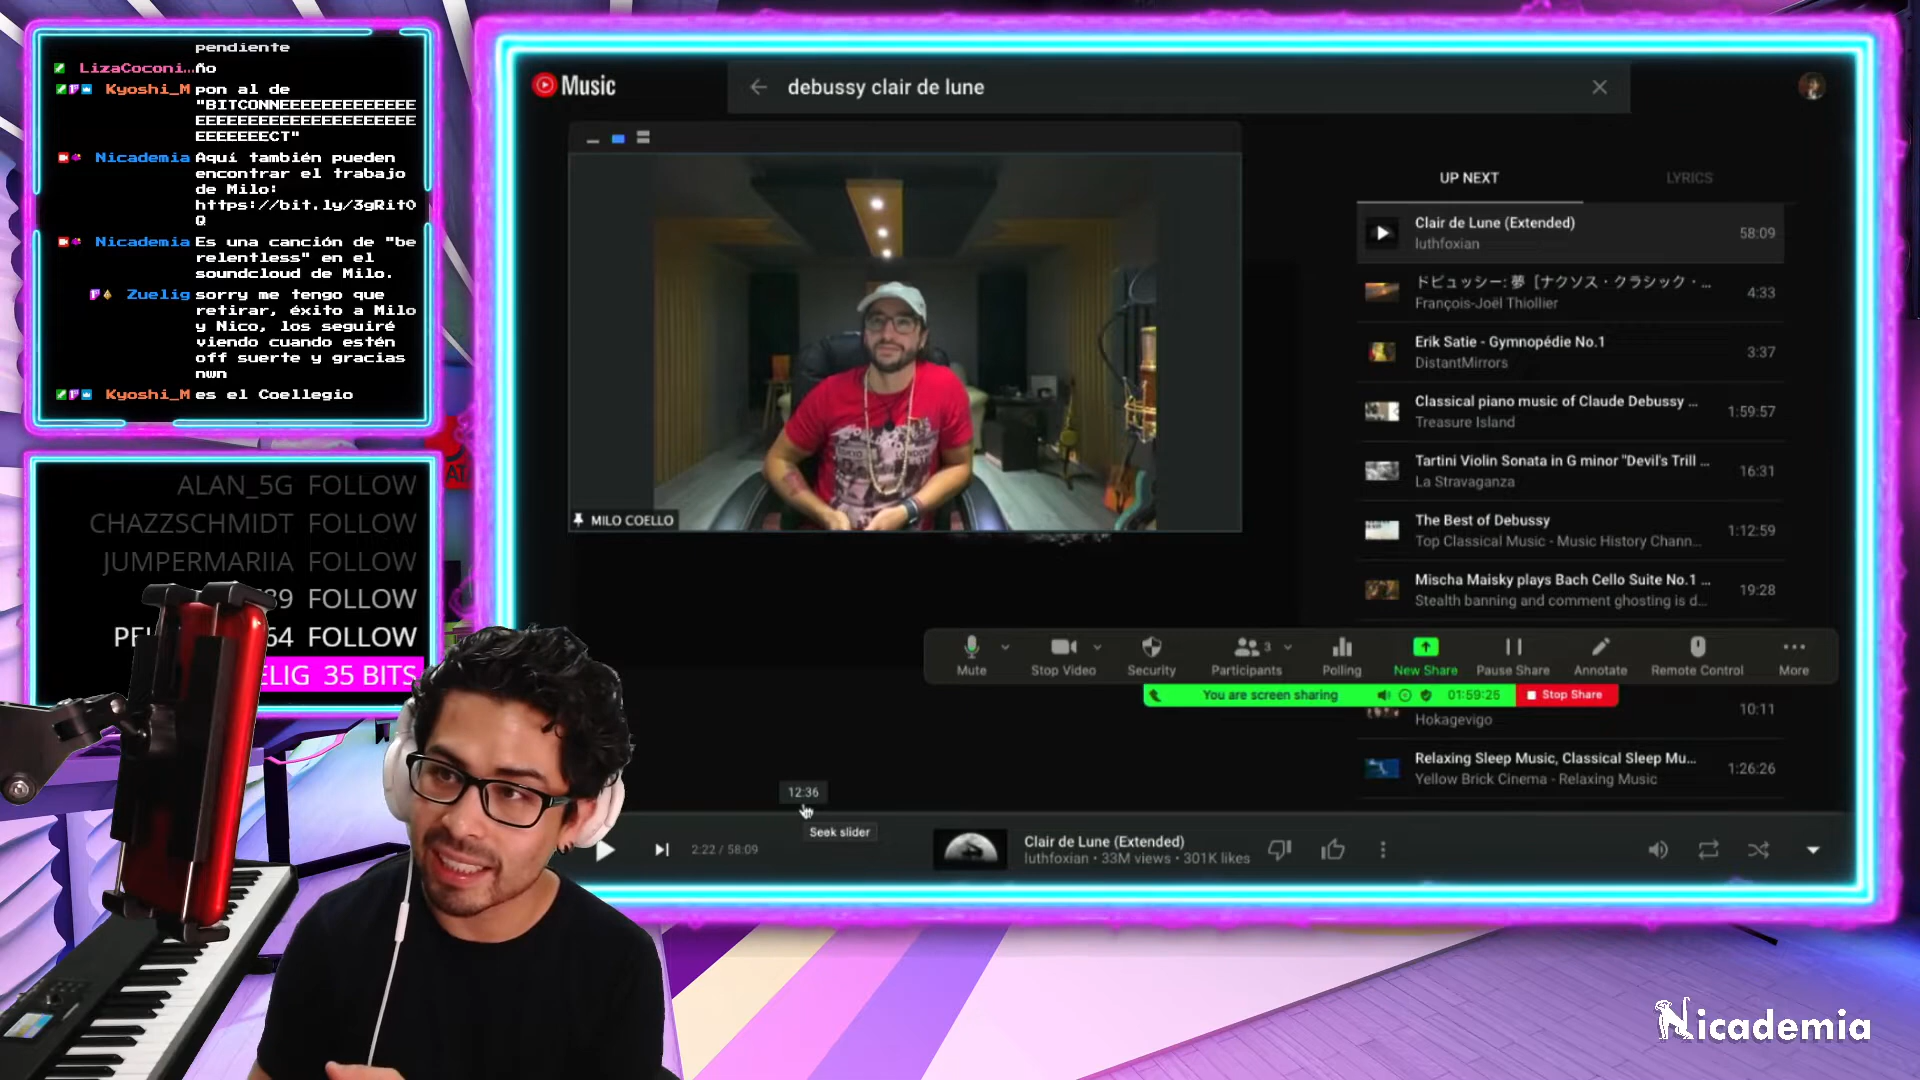 pendiente
LizaCoconi... ño
Kyoshi_M pon al de
"BITCONNEEEEEEEEEEEEEE
EEEEEEEEEEEEEEEEEEEEEE
EEEEEEECT"
Nicademia Aquí también pueden
encontrar el trabajo
de Milo:
https://bit.ly/3gRit0
Q
Nicademia Es una canción de "be
relentless" en el
soundcloud de Milo.
Zuelig sorry me tengo que
retirar, éxito a Milo
y Nico, los seguiré
viendo cuando estén
off suerte y gracias
nwn
Kyoshi_M es el Coellegio
ALAN_5G FOLLOW
CHAZZSCHMIDT FOLLOW
JUMPERMARIIA FOLLOW
89 FOLLOW
64 FOLLOW
ELIG 35 BITS
Music
debussy clair de lune
MILO COELLO
UP NEXT
LYRICS
Clair de Lune (Extended)
luthfoxian
58:09
ドビュッシー: 夢 [ナクソス・クラシック・...
François-Joël Thiollier
4:33
Erik Satie - Gymnopédie No.1
DistantMirrors
3:37
Classical piano music of Claude Debussy ...
Treasure Island
1:59:57
Tartini Violin Sonata in G minor "Devil's Trill ...
La Stravaganza
16:31
The Best of Debussy
Top Classical Music - Music History Chann...
1:12:59
Mischa Maisky plays Bach Cello Suite No.1 ...
Stealth banning and comment ghosting is d...
19:28
Mute
Stop Video
Security
3
Participants
Polling
New Share
Pause Share
Annotate
Remote Control
More
You are screen sharing
01:59:25
Stop Share
Hokagevigo
10:11
Relaxing Sleep Music, Classical Sleep Mu...
Yellow Brick Cinema - Relaxing Music
1:26:26
12:36
Seek slider
2:22 / 58:09
Clair de Lune (Extended)
luthfoxian • 33M views • 301K likes
Nicademia